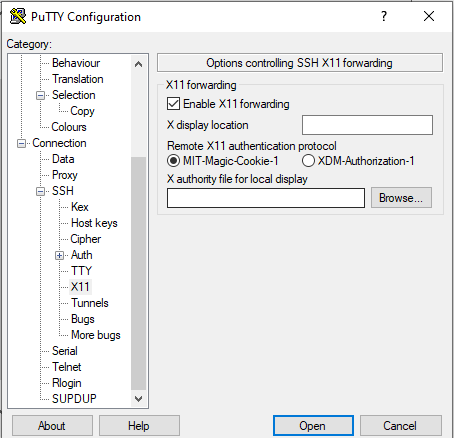 PuTTY Configuration
?
Category:
Behaviour
Translation
Selection
Copy
Colours
Connection
Data
Proxy
SSH
Kex
Host keys
Cipher
Auth
TTY
X11
Tunnels
Bugs
More bugs
Serial
Telnet
Rlogin
SUPDUP
Options controlling SSH X11 forwarding
X11 forwarding
Enable X11 forwarding
X display location
Remote X11 authentication protocol
MIT-Magic-Cookie-1 XDM-Authorization-1
X authority file for local display
Browse...
About Help Open Cancel